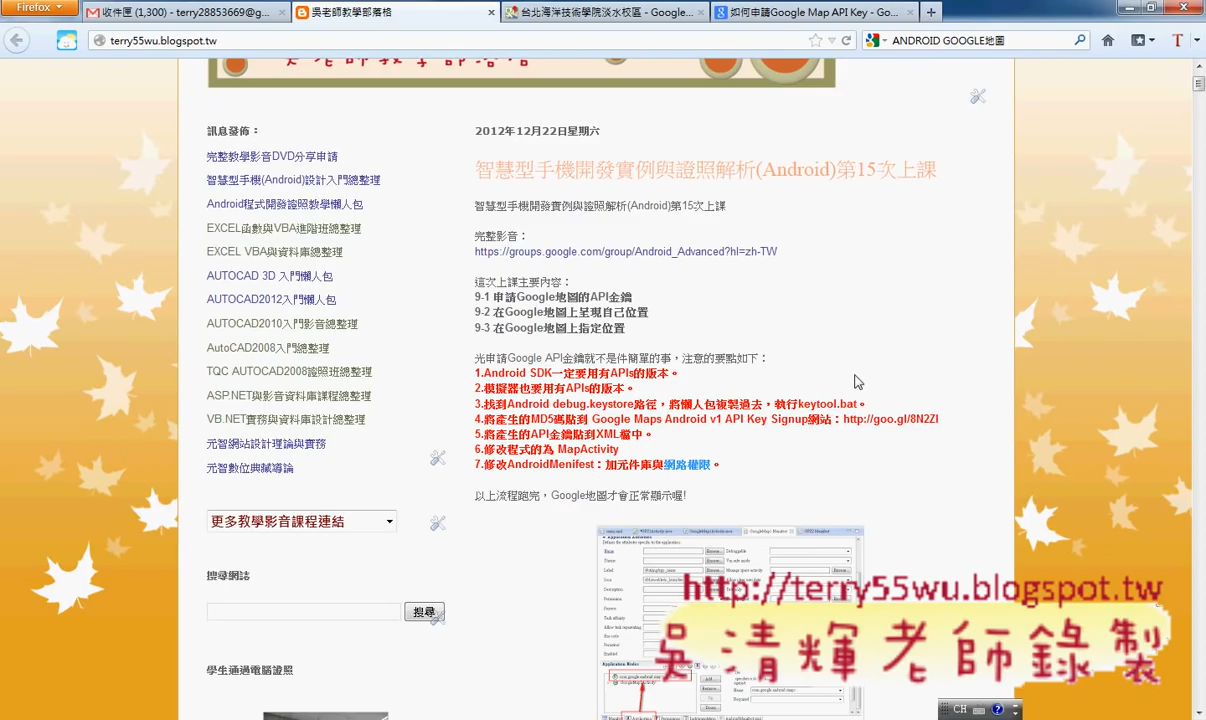 Firefox
收件匣 (1,300) - terry28853669@g...
吳老師教學部落格
台北海洋技術學院淡水校區 - Google...
如何申請Google Map API Key - Go...
terry55wu.blogspot.tw
ANDROID GOOGLE地圖
訊息發佈：
完整教學影音DVD分享申請
智慧型手機(Android)設計入門總整理
Android程式開發證照教學懶人包
EXCEL函數與VBA進階班總整理
EXCEL VBA與資料庫總整理
AUTOCAD 3D 入門懶人包
AUTOCAD2012入門懶人包
AUTOCAD2010入門影音總整理
AutoCAD2008入門總整理
TQC AUTOCAD2008證照班總整理
ASP.NET與影音資料庫課程總整理
VB.NET實務與資料庫設計總整理
元智網站設計理論與實務
元智數位典藏導論
更多教學影音課程連結
搜尋網誌
搜尋
學生通過電腦證照
2012年12月22日星期六
智慧型手機開發實例與證照解析(Android)第15次上課
智慧型手機開發實例與證照解析(Android)第15次上課
完整影音：
https://groups.google.com/group/Android_Advanced?hl=zh-TW
這次上課主要內容：
9-1 申請Google地圖的API金鑰
9-2 在Google地圖上呈現自己位置
9-3 在Google地圖上指定位置
光申請Google API金鑰就不是件簡單的事，注意的要點如下：
1.Android SDK一定要用有APIs的版本。
2.模擬器也要用有APIs的版本。
3.找到Android debug.keystore路徑，將懶人包複製過去，執行keytool.bat。
4.將產生的MD5碼貼到 Google Maps Android v1 API Key Signup網站：http://goo.gl/8N2ZI
5.將產生的API金鑰貼到XML檔中。
6.修改程式的為 MapActivity
7.修改AndroidMenifest：加元件庫與網路權限。
以上流程跑完，Google地圖才會正常顯示喔!
http://terry55wu.blogspot.tw
吳清輝老師錄製
CH